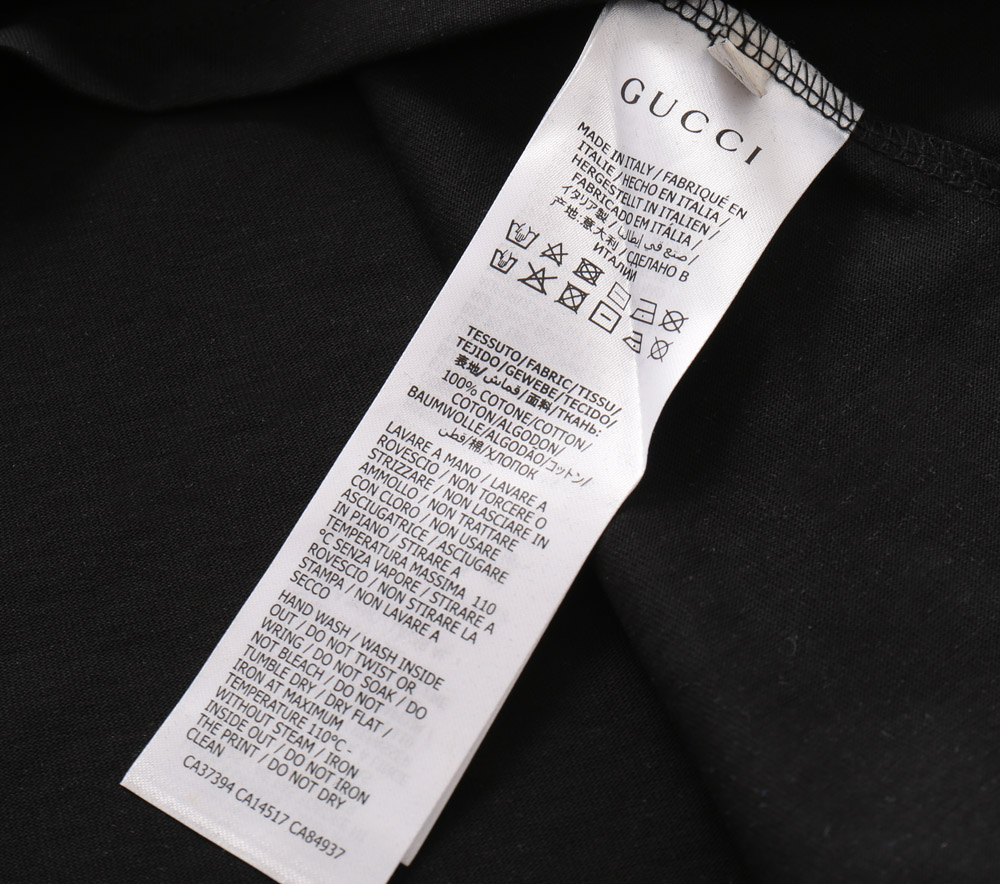 GUCCI
MADE IN ITALY / FABRIQUÉ EN
ITALIE / HECHO EN ITALIA /
HERGESTELLT IN ITALIEN /
FABRICADO EM ITÁLIA /
イタリア製 / صنع في إيطاليا /
产地: 意大利 / СДЕЛАНО В
ИТАЛИИ
TESSUTO/FABRIC/TISSU/
TEJIDO/GEWEBE/TECIDO/
表地/قماش/面料/ТКАНЬ:
100% COTONE/COTTON/
COTON/ALGODON/
BAUMWOLLE/ALGODÃO/コットン/
قطن/棉/ХЛОПОК
LAVARE A MANO / LAVARE A
ROVESCIO / NON TORCERE O
STRIZZARE / NON LASCIARE IN
AMMOLLO / NON TRATTARE
CON CLORO / NON USARE
ASCIUGATRICE / ASCIUGARE
IN PIANO / STIRARE A
TEMPERATURA MASSIMA 110
°C SENZA VAPORE / STIRARE A
ROVESCIO / NON STIRARE LA
STAMPA / NON LAVARE A
SECCO
HAND WASH / WASH INSIDE
OUT / DO NOT TWIST OR
WRING / DO NOT SOAK / DO
NOT BLEACH / DO NOT
TUMBLE DRY / DRY FLAT /
IRON AT MAXIMUM
TEMPERATURE 110°C -
WITHOUT STEAM / IRON
INSIDE OUT / DO NOT IRON
THE PRINT / DO NOT DRY
CLEAN
CA37394 CA14517 CA84937